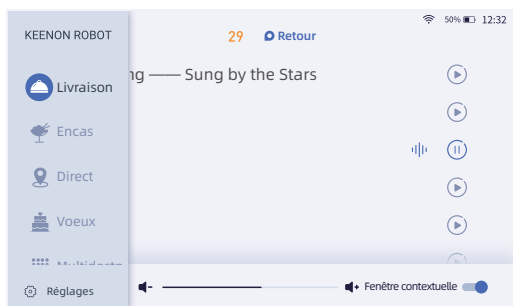 50% 12:32
KEENON ROBOT
29 Retour
ng —— Sung by the Stars
Livraison
Encas
Direct
Voeux
Réglages
Fenêtre contextuelle